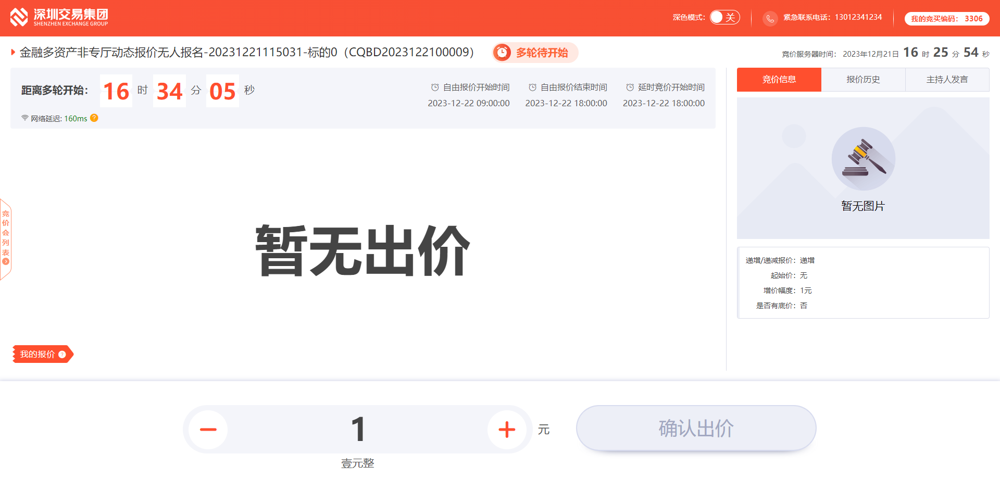 深圳交易集团
SHENZHEN EXCHANGE GROUP
深色模式: 关
紧急联系电话：13012341234
我的竞买编码： 3306
金融多资产非专厅动态报价无人报名-20231221115031-标的0（CQBD2023122100009）
多轮待开始
竞价服务器时间： 2023年12月21日 16 时 25 分 54 秒
距离多轮开始： 16 时 34 分 05 秒
网络延迟: 160ms ?
自由报价开始时间
2023-12-22 09:00:00
自由报价结束时间
2023-12-22 18:00:00
延时竞价开始时间
2023-12-22 18:00:00
竞价信息
报价历史
主持人发言
暂无图片
竞价会列表
暂无出价
递增/递减报价：递增
起始价：无
增价幅度：1元
是否有底价：否
我的报价 ?
1
元
壹元整
确认出价